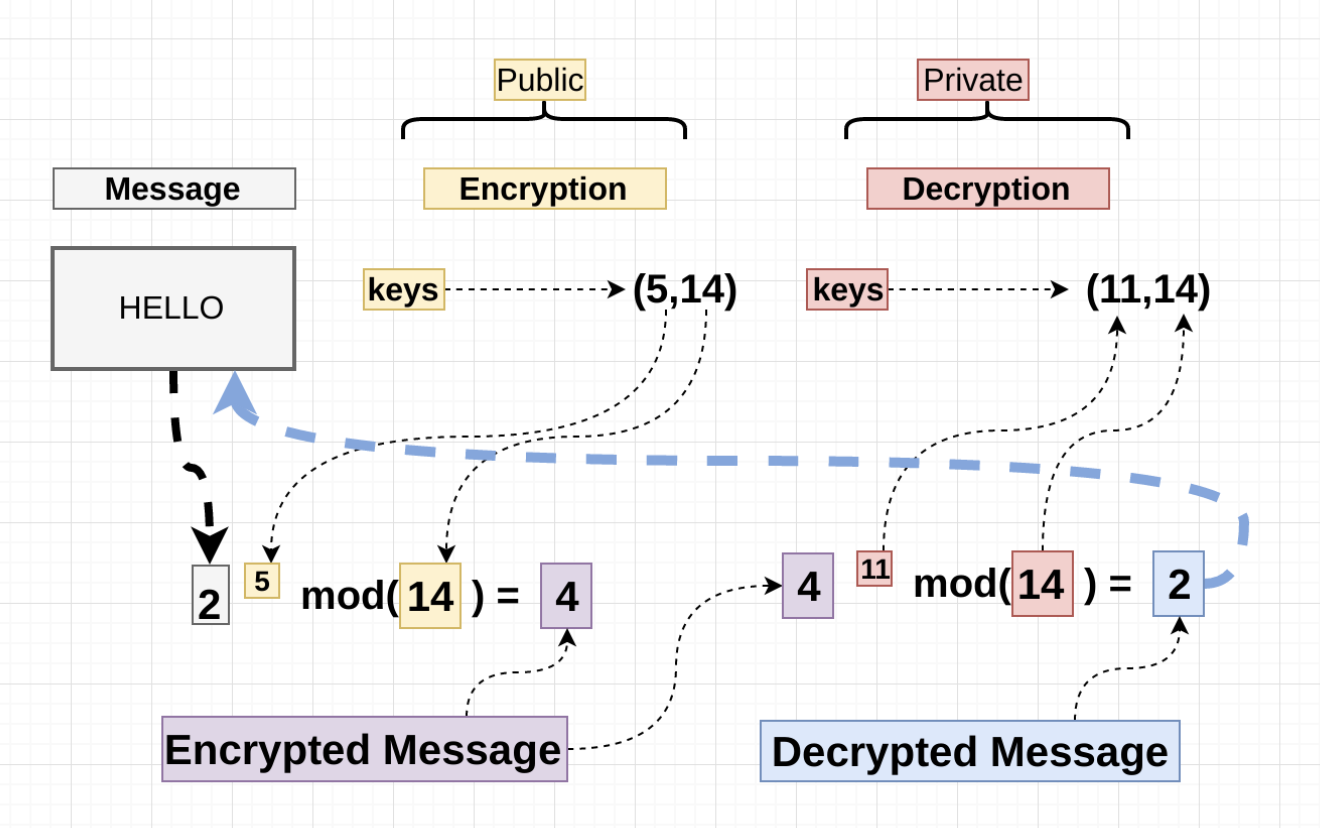 Public
Private
Message
Encryption
Decryption
HELLO
keys
(5,14)
keys
(11,14)
2 5 mod(14 ) = 4
4 11 mod(14 ) = 2
Encrypted Message
Decrypted Message